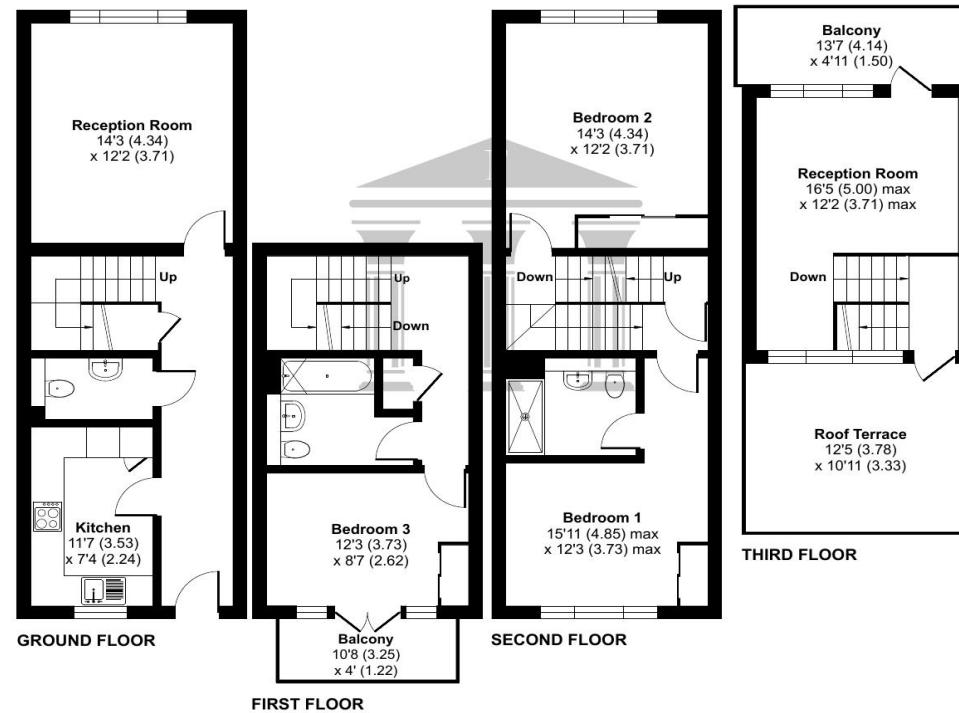 Reception Room
14'3 (4.34)
x 12'2 (3.71)
Up
Kitchen
11'7 (3.53)
x 7'4 (2.24)
GROUND FLOOR
Up
Down
Bedroom 3
12'3 (3.73)
x 8'7 (2.62)
Balcony
10'8 (3.25)
x 4' (1.22)
FIRST FLOOR
Bedroom 2
14'3 (4.34)
x 12'2 (3.71)
Down
Up
Bedroom 1
15'11 (4.85) max
x 12'3 (3.73) max
SECOND FLOOR
Balcony
13'7 (4.14)
x 4'11 (1.50)
Reception Room
16'5 (5.00) max
x 12'2 (3.71) max
Down
Roof Terrace
12'5 (3.78)
x 10'11 (3.33)
THIRD FLOOR